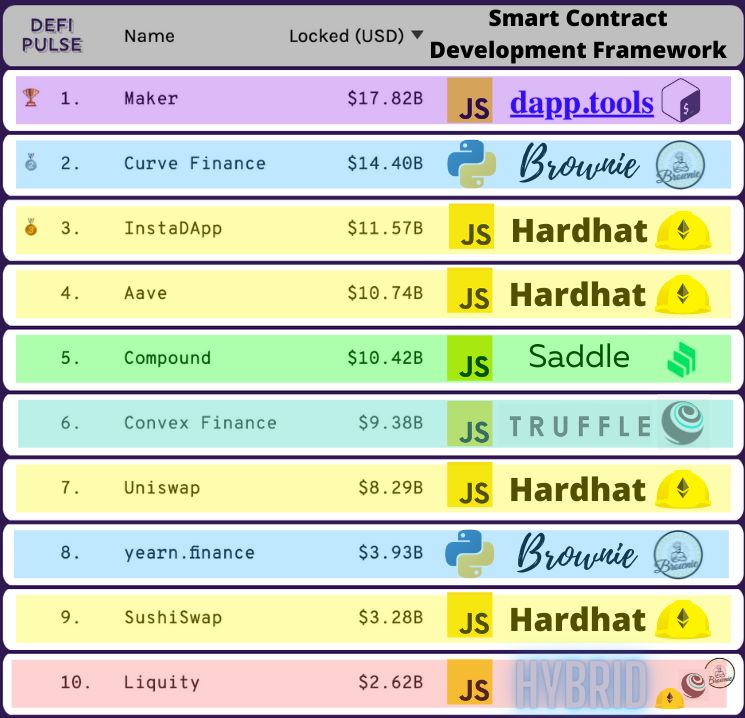 DEFI PULSE Name Locked (USD) ▼ Smart Contract Development Framework
1. Maker $17.82B JS dapp.tools $_
2. Curve Finance $14.40B Brownie Brownie
3. InstaDApp $11.57B JS Hardhat
4. Aave $10.74B JS Hardhat
5. Compound $10.42B JS Saddle
6. Convex Finance $9.38B JS TRUFFLE
7. Uniswap $8.29B JS Hardhat
8. yearn.finance $3.93B Brownie Brownie
9. SushiSwap $3.28B JS Hardhat
10. Liquity $2.62B JS HYBRID Brownie